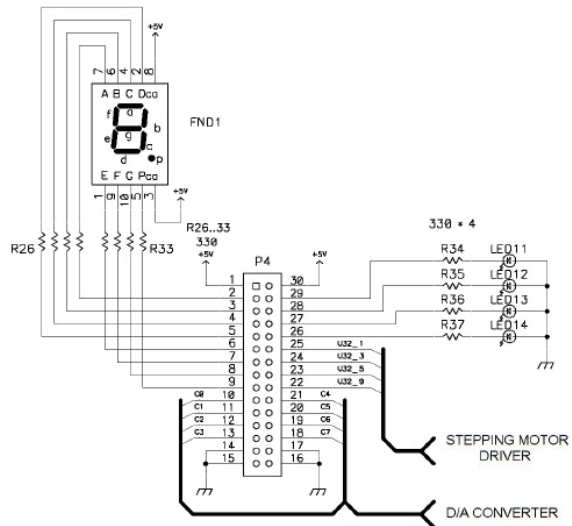 +5V
7 6 4 2 8
A B C D ca
a
f b
g
e c
d p
FND1
E F G P ca
1 9 10 5 3
+5V
R26 R33
R26..33
330
+5V
P4
+5V
330 * 4
1 30
2 29
3 28
4 27
5 26
6 25
7 24
8 23
9 22
10 21
11 20
12 19
13 18
14 17
15 16
R34 LED11
R35 LED12
R36 LED13
R37 LED14
U32_1
U32_3
U32_5
U32_9
C0 C4
C1 C5
C2 C6
C3 C7
STEPPING MOTOR
DRIVER
D/A CONVERTER